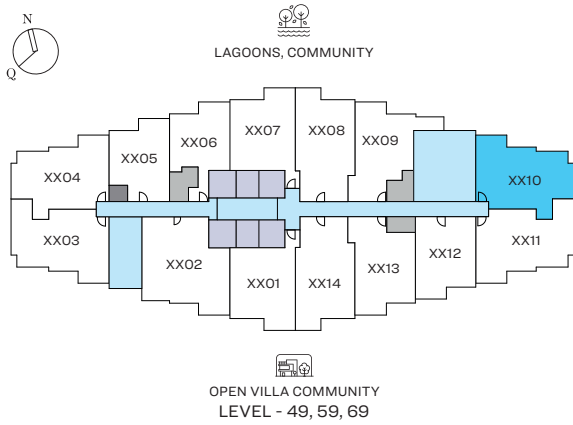 N
Q
LAGOONS, COMMUNITY
XX07
XX08
XX06
XX09
XX05
XX04
XX10
XX03
XX02
XX01
XX14
XX13
XX12
XX11
OPEN VILLA COMMUNITY
LEVEL - 49, 59, 69